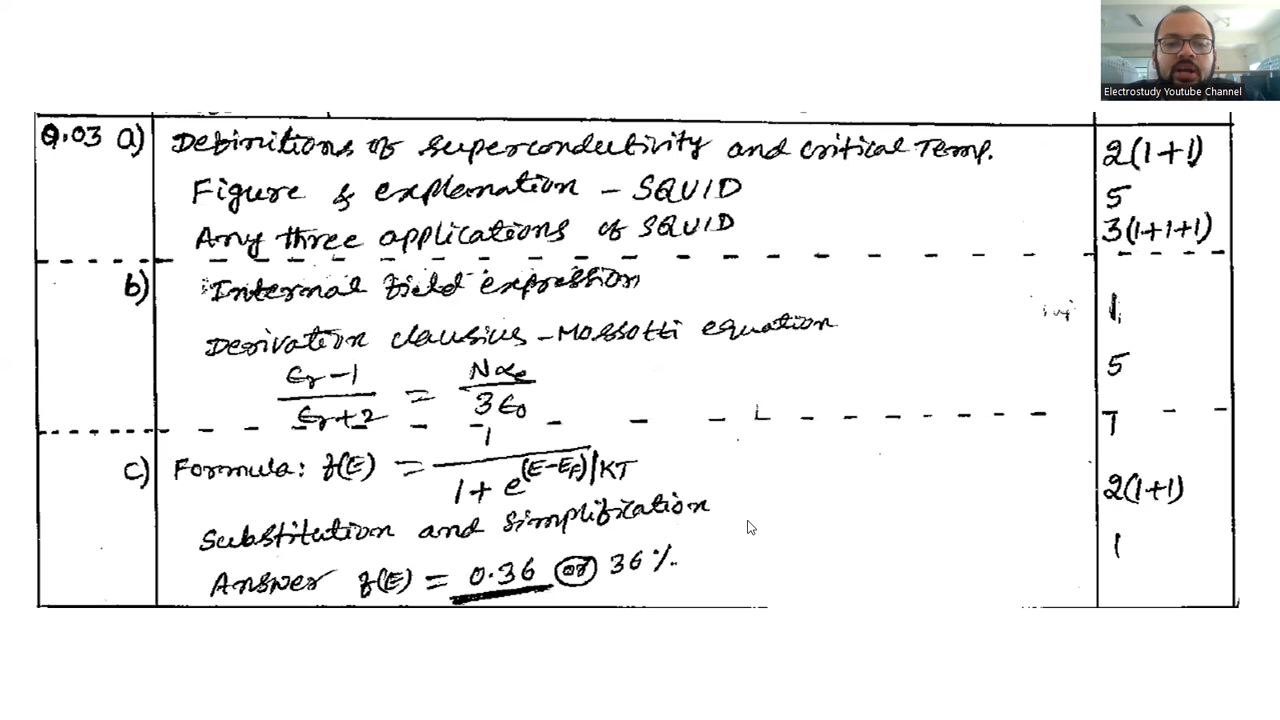 Electrostudy Youtube Channel
Q.03 a) Definitions of superconductivity and critical Temp. 2(1+1)
Figure & explanation - SQUID 5
Any three applications of SQUID 3(1+1+1)
b) Internal field expression 1
Derivation clausius-Mossotti equation 5
εr-1/εr+2 = Nαe/3ε0
c) Formula: f(E) = 1/1+e^(E-EF)/KT 1
Substitution and simplification 2(1+1)
Answer f(E) = 0.36 or 36%. 1